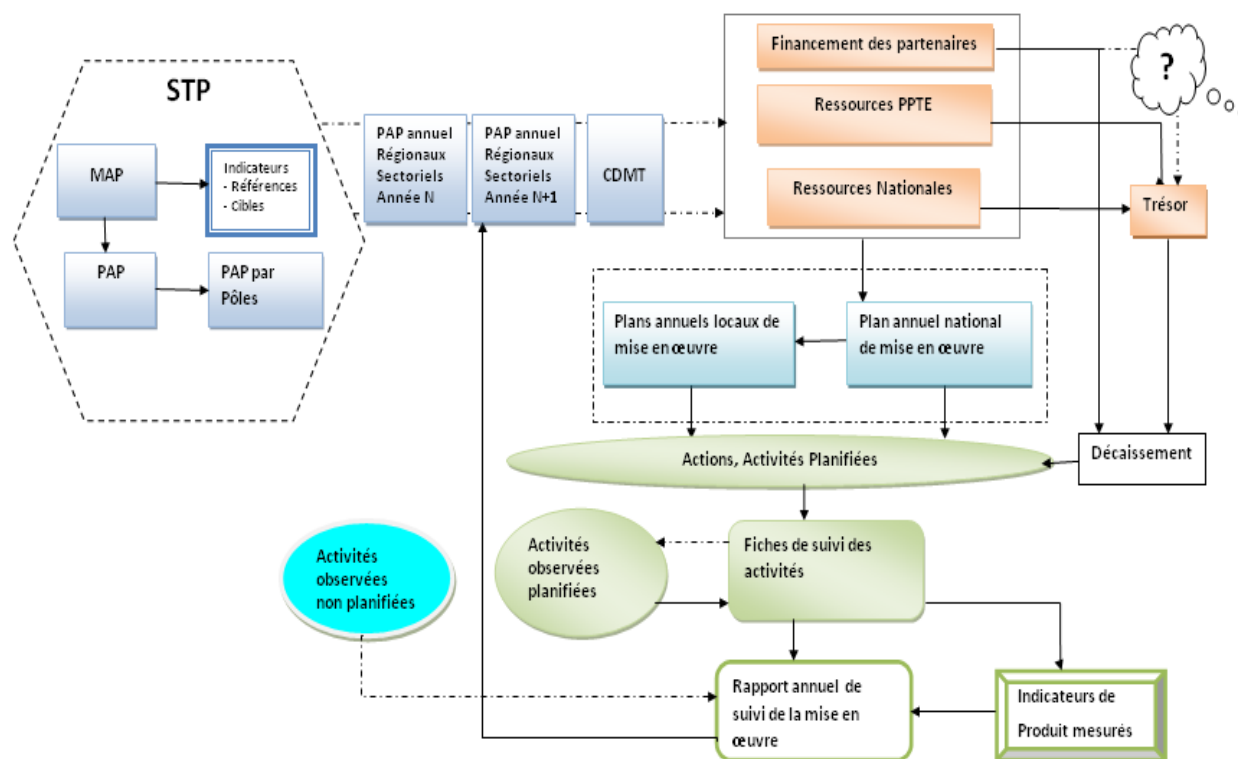 STP
MAP
Indicateurs
- Références
- Cibles
PAP
PAP par
Pôles
PAP annuel
Régionaux
Sectoriels
Année N
PAP annuel
Régionaux
Sectoriels
Année N+1
CDMT
Financement des partenaires
Ressources PPTE
Ressources Nationales
?
Trésor
Plans annuels locaux de
mise en œuvre
Plan annuel national
de mise en œuvre
Actions, Activités Planifiées
Décaissement
Activités
observées
non planifiées
Activités
observées
planifiées
Fiches de suivi des
activités
Rapport annuel de
suivi de la mise en
œuvre
Indicateurs de
Produit mesurés